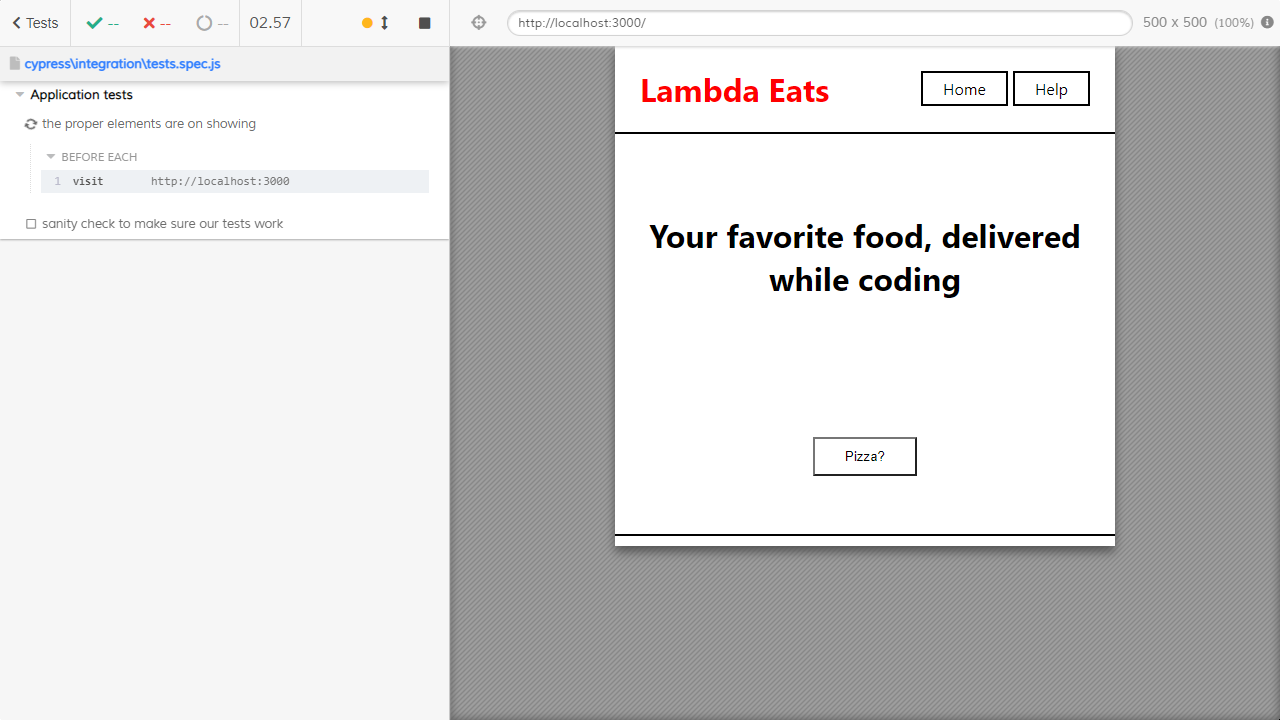 Tests -- -- -- 02.57
http://localhost:3000/ 500 x 500 (100%)
cypress\integration\tests.spec.js
Application tests
the proper elements are on showing
BEFORE EACH
1 visit http://localhost:3000
sanity check to make sure our tests work
Lambda Eats Home Help
Your favorite food, delivered
while coding
Pizza?